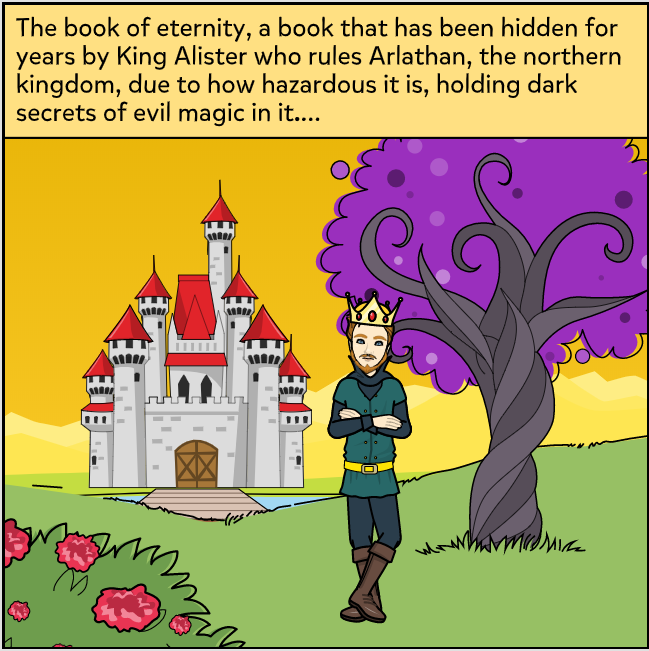 The book of eternity, a book that has been hidden for
years by King Alister who rules Arlathan, the northern
kingdom, due to how hazardous it is, holding dark
secrets of evil magic in it....